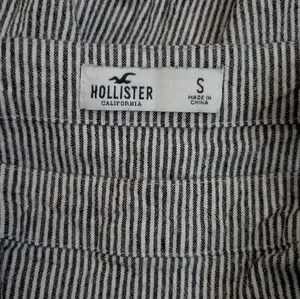 HOLLISTER
CALIFORNIA
S
MADE IN
CHINA